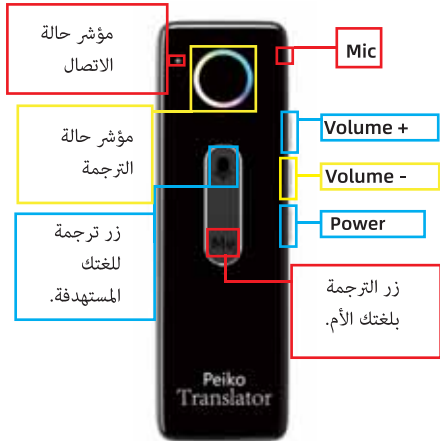 مؤشر حالة
الاتصال
Mic
مؤشر حالة
الترجمة
Volume +
Volume -
Power
زر ترجمة
للغتك
المستهدفة.
Me
زر الترجمة
بلغتك الأم.
Peiko
Translator